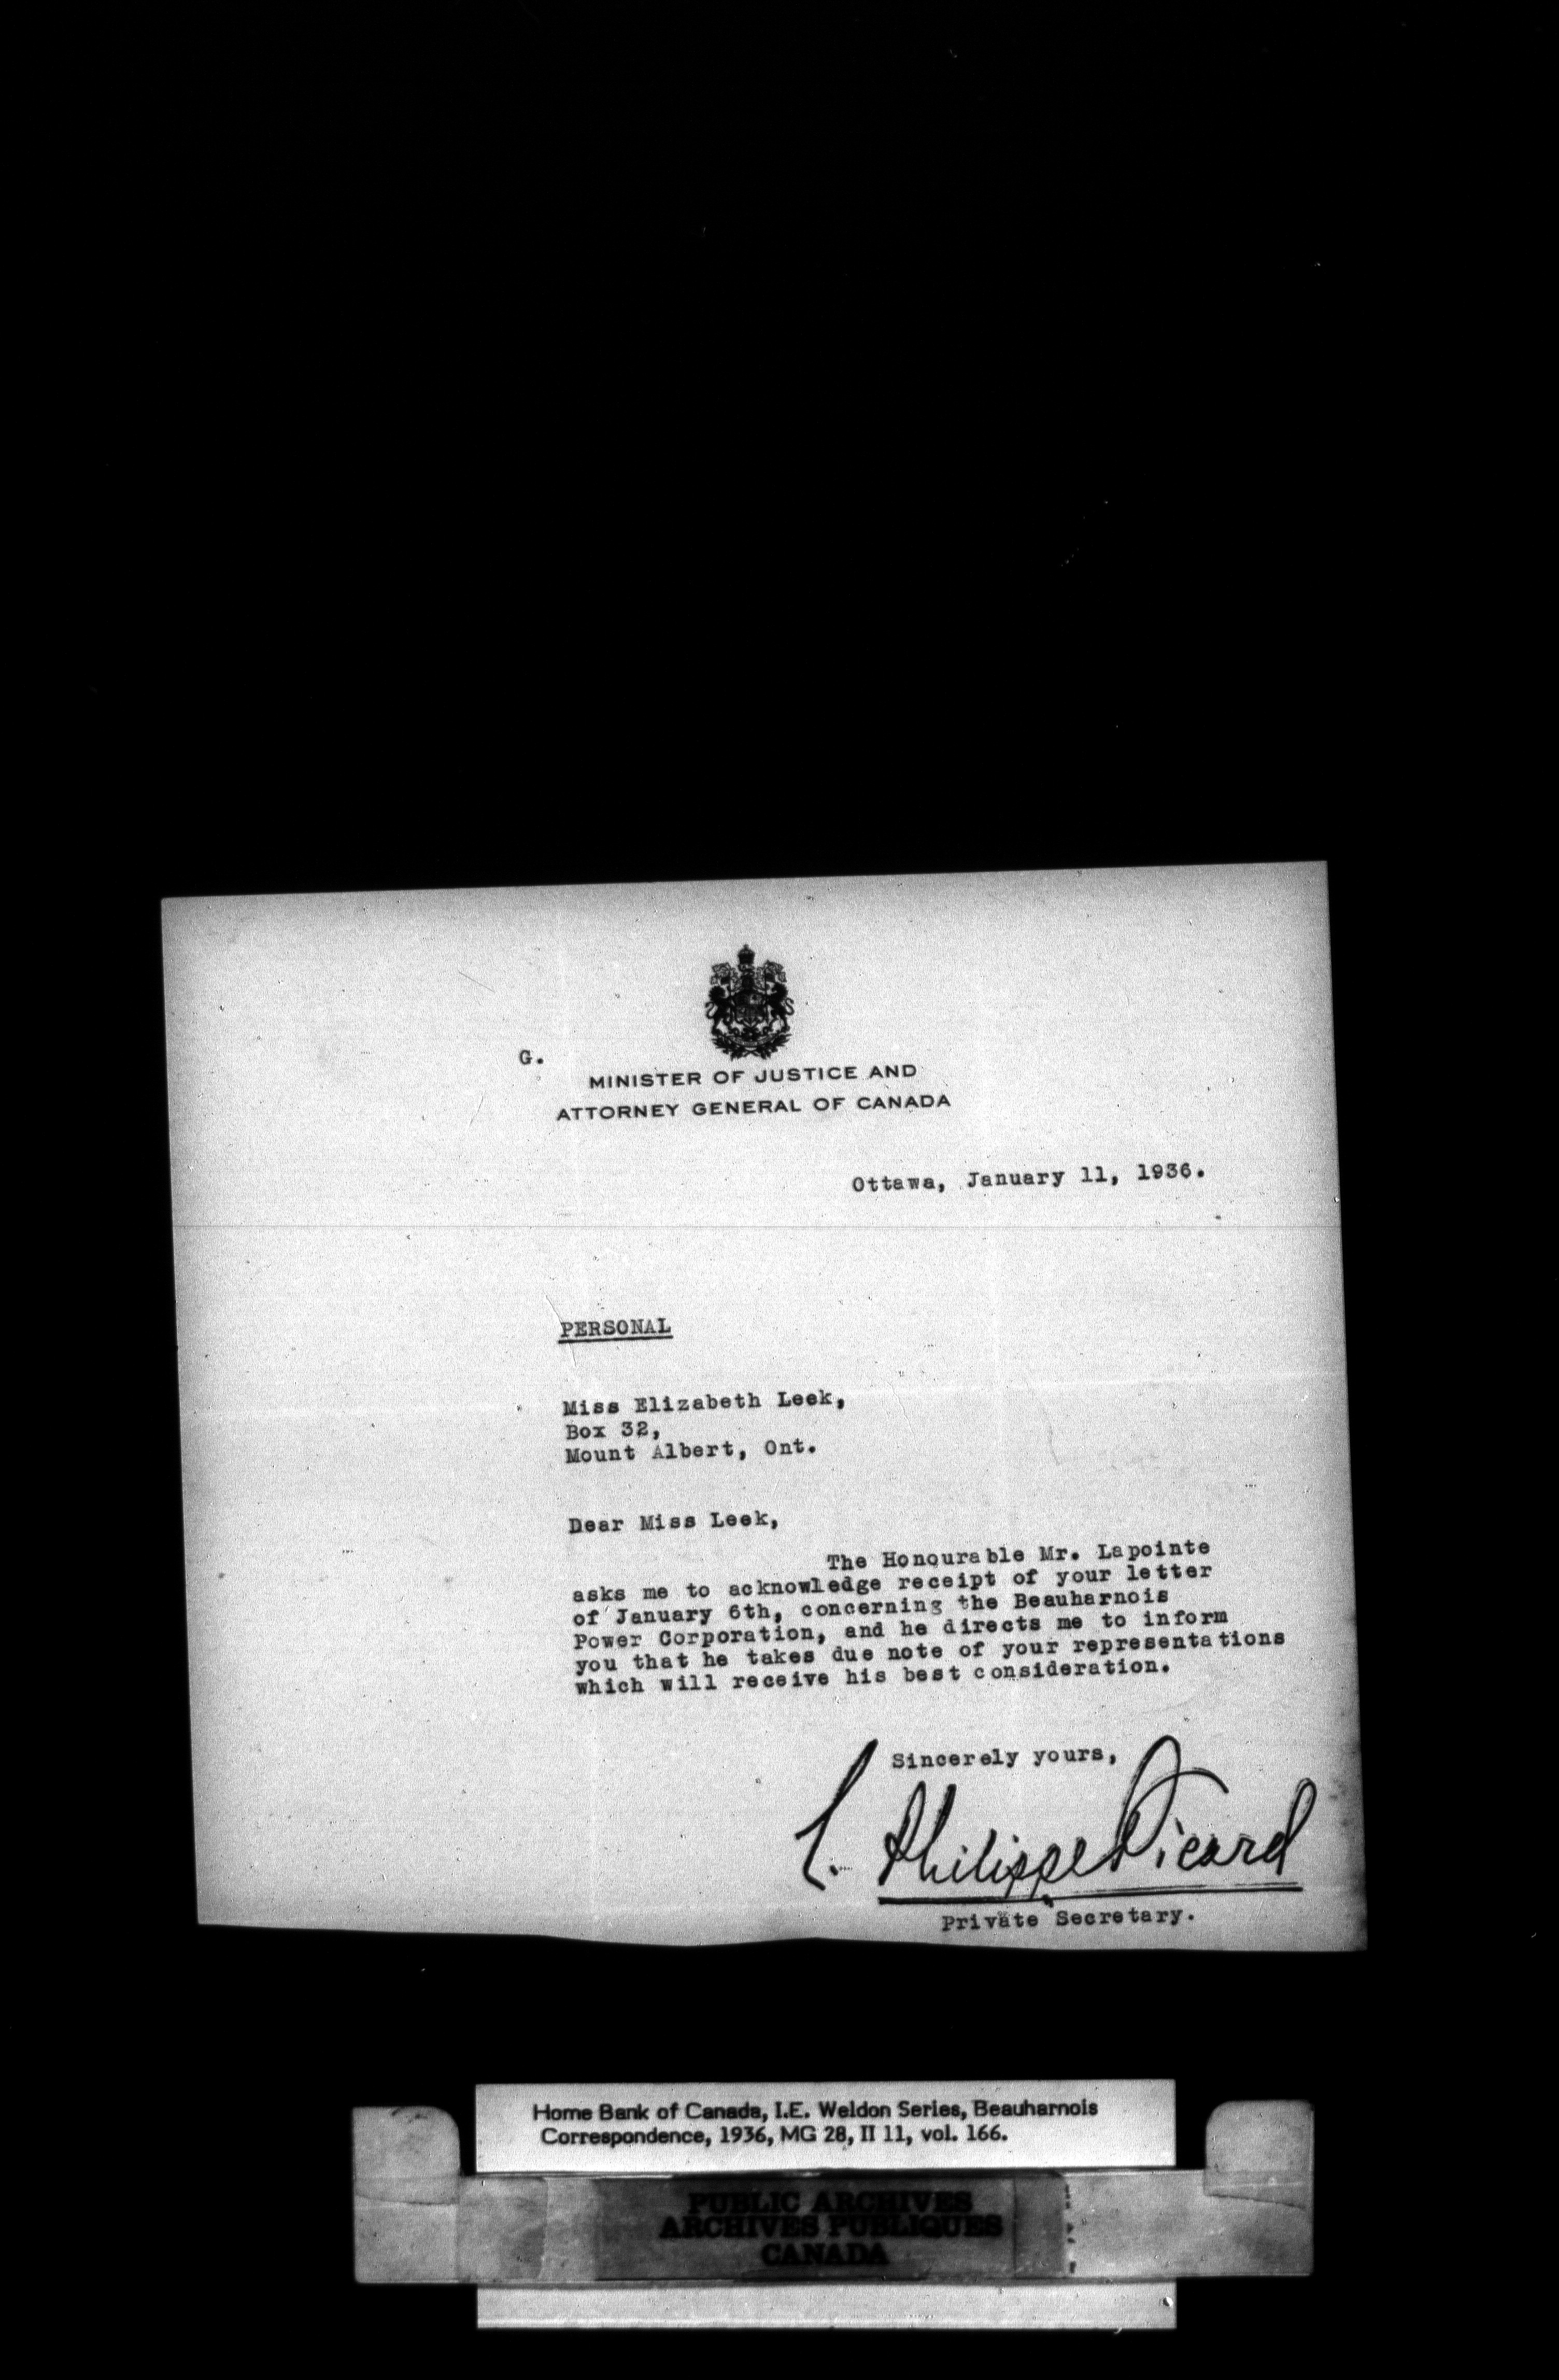 G.
MINISTER OF JUSTICE AND
ATTORNEY GENERAL OF CANADA
Ottawa, January 11, 1936.
PERSONAL
Miss Elizabeth Leek,
Box 32,
Mount Albert, Ont.
Dear Miss Leek,
The Honourable Mr. Lapointe
asks me to acknowledge receipt of your letter
of January 6th, concerning the Beauharnois
Power Corporation, and he directs me to inform
you that he takes due note of your representations
which will receive his best consideration.
Sincerely yours,
L. Philippe Picard
Private Secretary.
Home Bank of Canada, I.E. Weldon Series, Beauharnois
Correspondence, 1936, MG 28, II 11, vol. 166.
PUBLIC ARCHIVES
ARCHIVES PUBLIQUES
CANADA